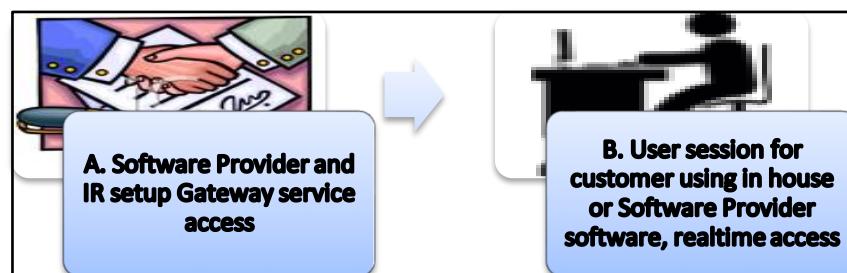 A. Software Provider and
IR setup Gateway service
access
B. User session for
customer using in house
or Software Provider
software, realtime access